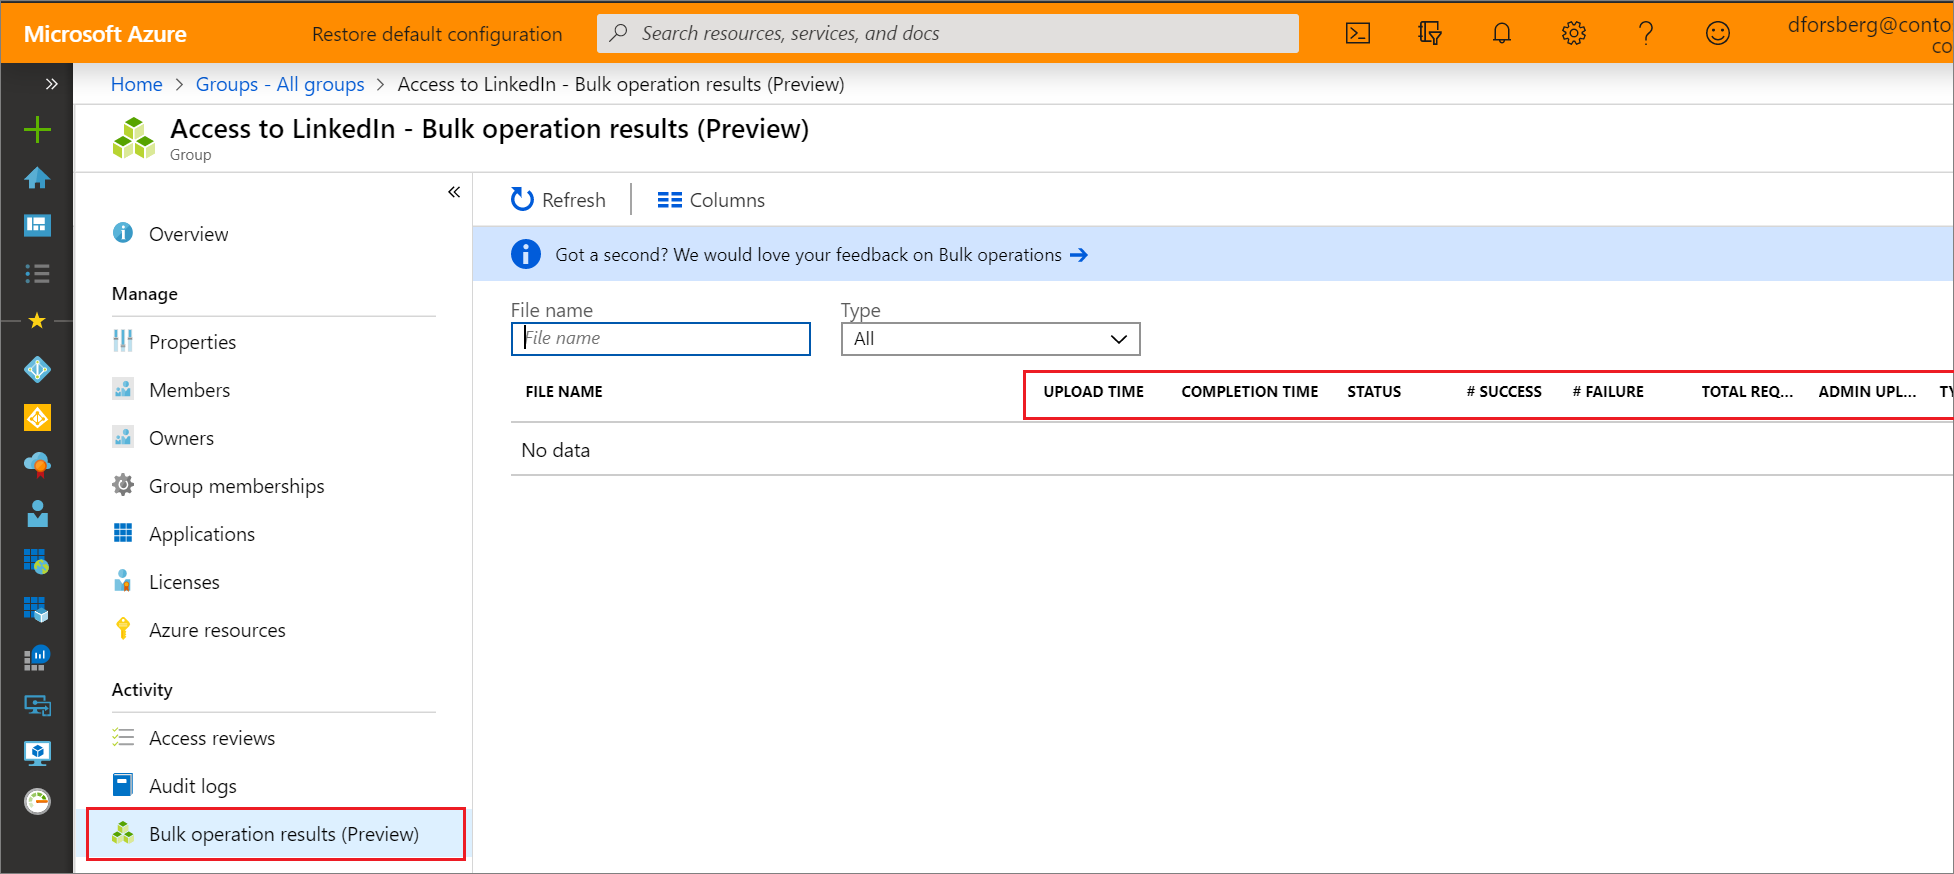 Microsoft Azure
Restore default configuration
Search resources, services, and docs
dforsberg@conto
CO
Home > Groups - All groups > Access to LinkedIn - Bulk operation results (Preview)
Access to LinkedIn - Bulk operation results (Preview)
Group
Overview
Manage
Properties
Members
Owners
Group memberships
Applications
Licenses
Azure resources
Activity
Access reviews
Audit logs
Bulk operation results (Preview)
Refresh
Columns
Got a second? We would love your feedback on Bulk operations →
File name
Type
File name
All
FILE NAME UPLOAD TIME COMPLETION TIME STATUS # SUCCESS # FAILURE TOTAL REQ... ADMIN UPL... TY
No data